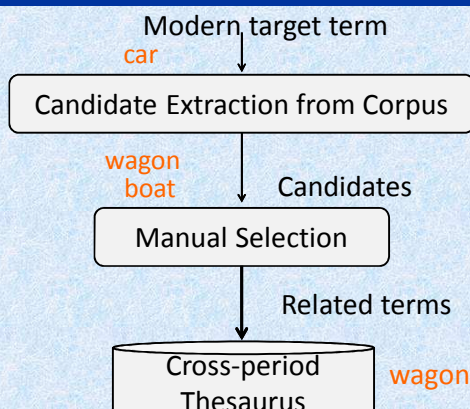 Modern target term
car
Candidate Extraction from Corpus
wagon
boat
Candidates
Manual Selection
Related terms
Cross-period
Thesaurus
wagon